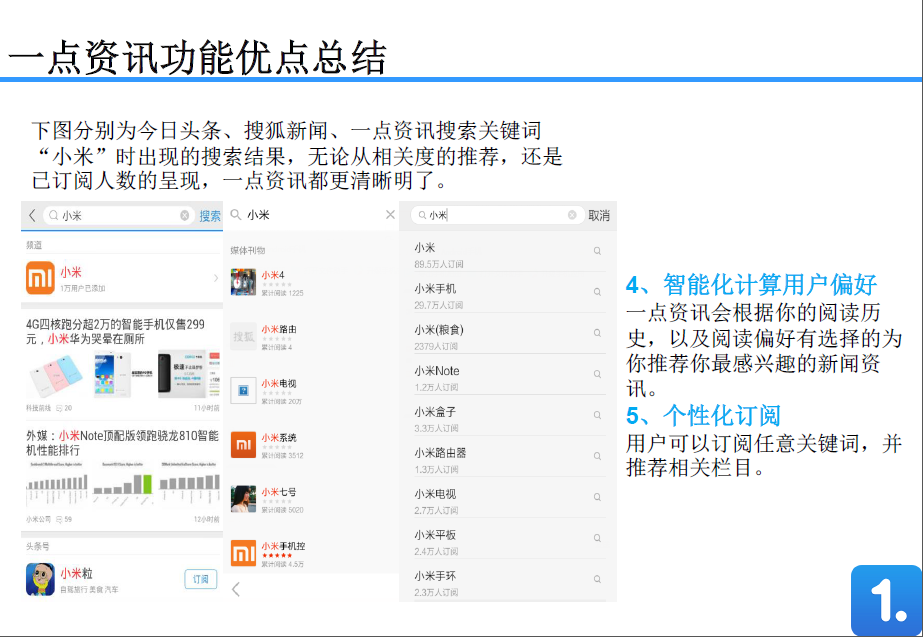 一点资讯功能优点总结
下图分别为今日头条、搜狐新闻、一点资讯搜索关键词
“小米”时出现的搜索结果，无论从相关度的推荐，还是
已订阅人数的呈现，一点资讯都更清晰明了。
小米
搜索
频道
小米
1万用户已添加
4G四核跑分超2万的智能手机仅售299
元，小米华为哭晕在厕所
科技前线 20
11小时前
外媒：小米Note顶配版领跑骁龙810智能
机性能排行
小米公司 59
12小时前
头条号
小米粒
自驾旅行 美食 汽车
订阅
小米
媒体刊物
小米4
累计阅读 1225
搜狐
小米路由
累计阅读 4
小米电视
累计阅读 20万
小米系统
累计阅读 3512
小米七号
累计阅读 5020
小米手机控
累计阅读 4.5万
小米
取消
小米
89.5万人订阅
小米手机
29.7万人订阅
小米(粮食)
2379人订阅
小米Note
1.2万人订阅
小米盒子
3.3万人订阅
小米路由器
1.3万人订阅
小米电视
2.7万人订阅
小米平板
2.4万人订阅
小米手环
2.3万人订阅
4、智能化计算用户偏好
一点资讯会根据你的阅读历
史，以及阅读偏好有选择的为
你推荐你最感兴趣的新闻资
讯。
5、个性化订阅
用户可以订阅任意关键词，并
推荐相关栏目。
1.